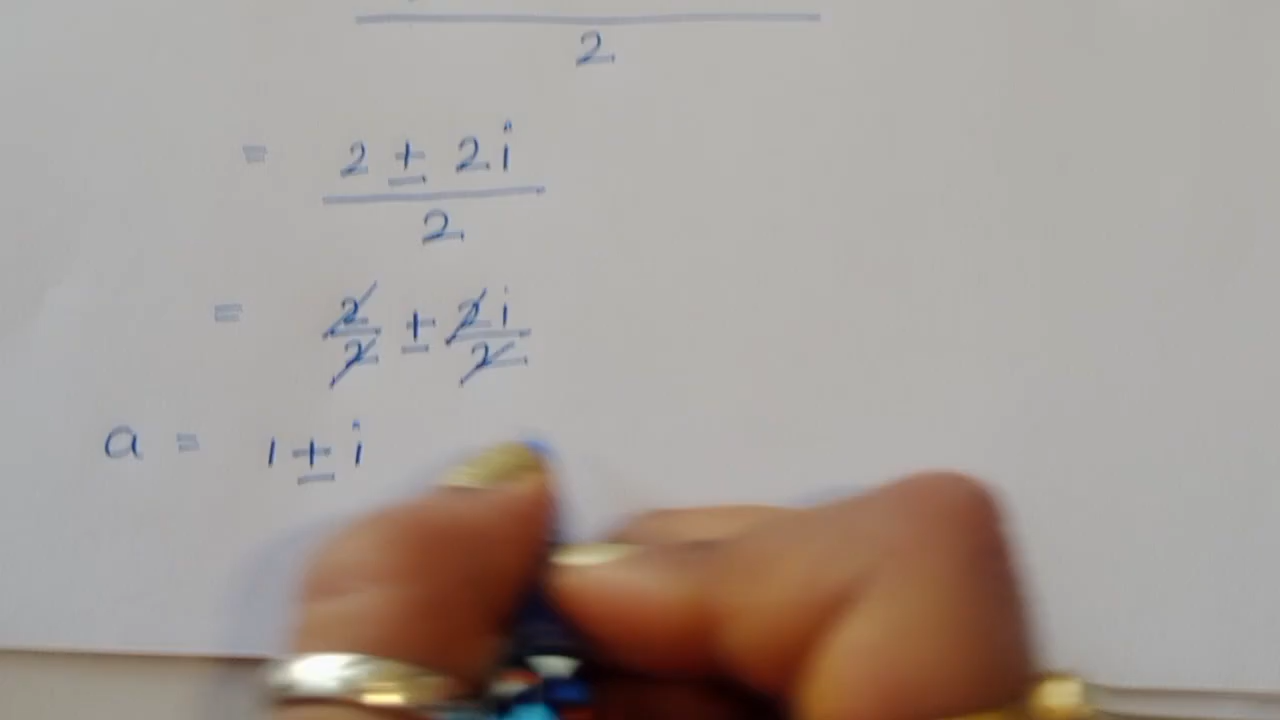 2
= 2 ± 2i
2
= 2/2 ± 2i/2
a = 1 ± i